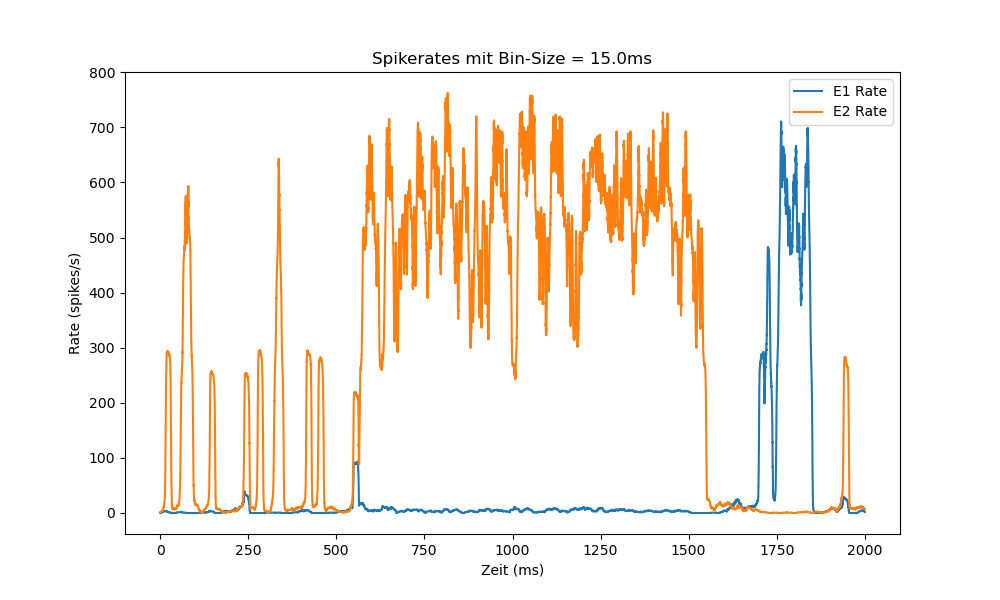 Spikerates mit Bin-Size = 15.0ms
E1 Rate
E2 Rate
Rate (spikes/s)
800
700
600
500
400
300
200
100
0
0 250 500 750 1000 1250 1500 1750 2000
Zeit (ms)